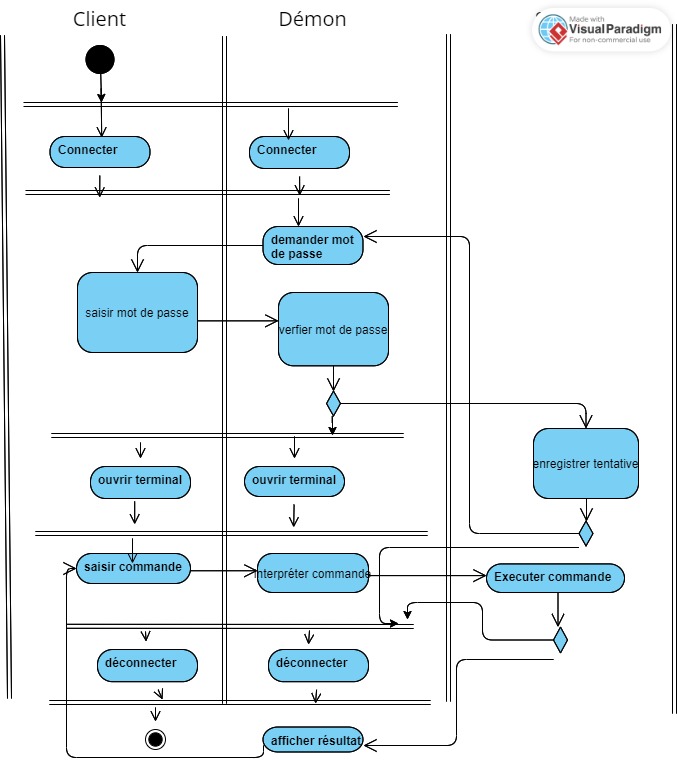 Client
Démon
Made with
VisualParadigm
For non-commercial use
Connecter
Connecter
demander mot
de passe
saisir mot de passe
verfier mot de passe
enregistrer tentative
ouvrir terminal
ouvrir terminal
saisir commande
interpréter commande
Executer commande
déconnecter
déconnecter
afficher résultat